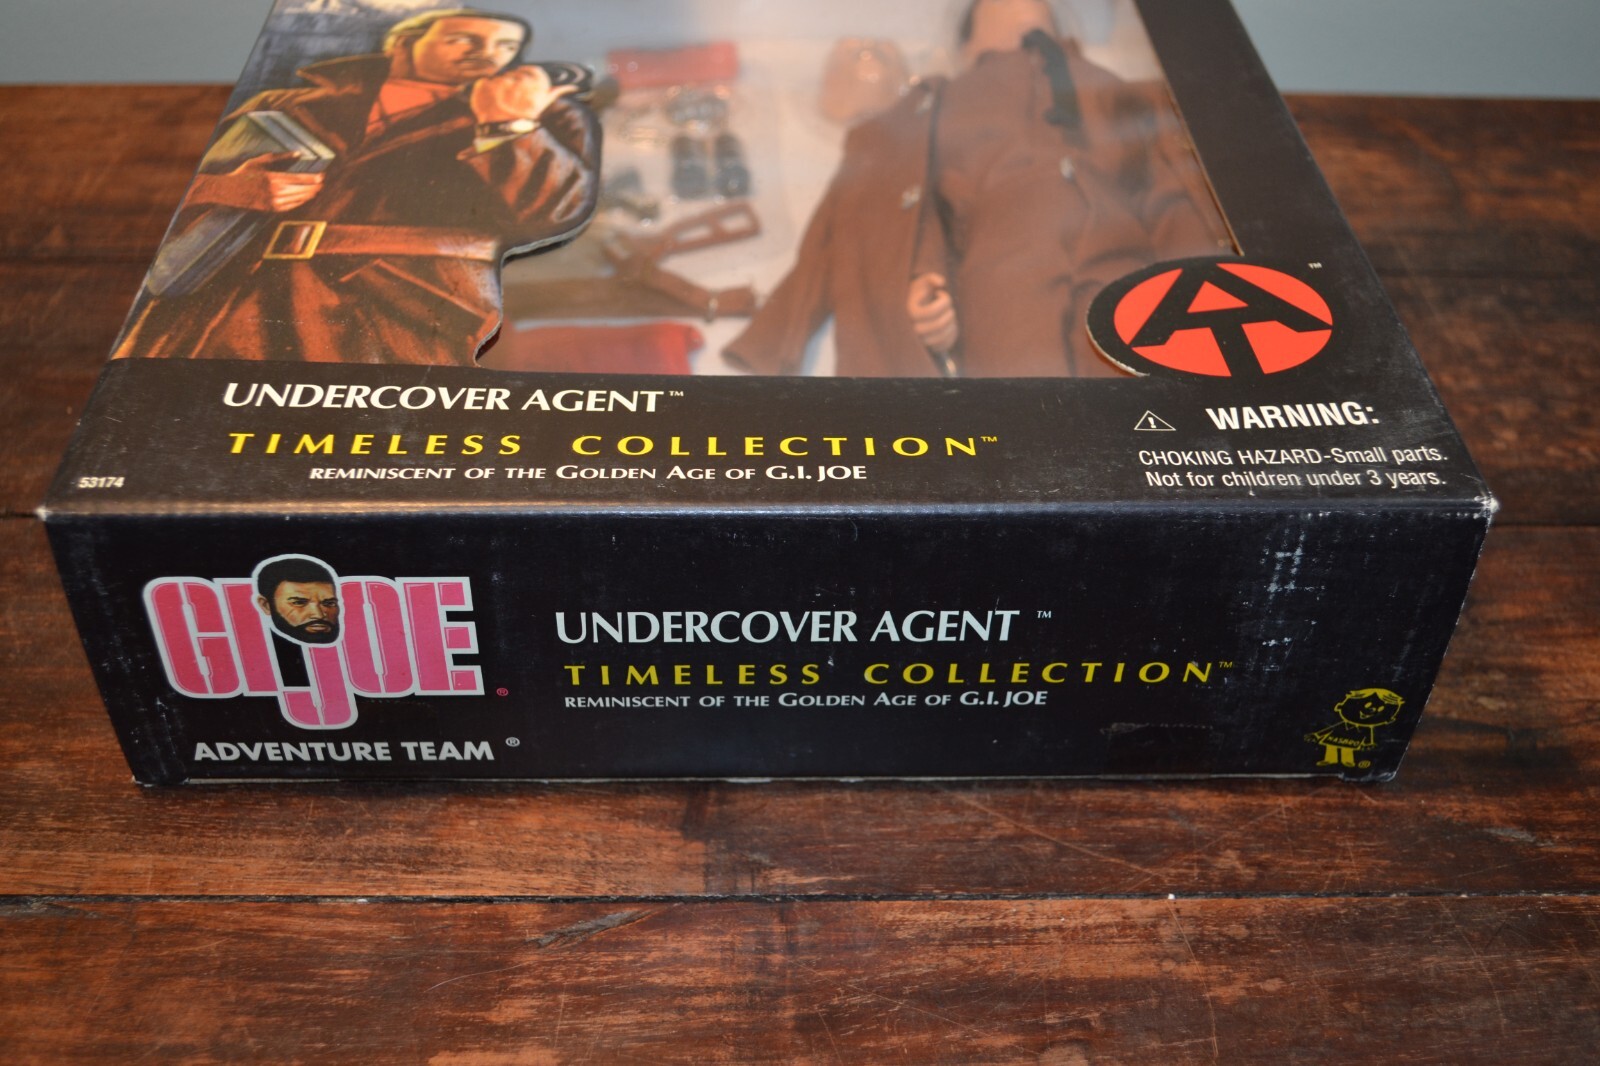 AT™
UNDERCOVER AGENT™
TIMELESS COLLECTION™
REMINISCENT OF THE GOLDEN AGE OF G.I. JOE
53174
WARNING:
CHOKING HAZARD-Small parts.
Not for children under 3 years.
GI JOE®
ADVENTURE TEAM®
UNDERCOVER AGENT™
TIMELESS COLLECTION™
REMINISCENT OF THE GOLDEN AGE OF G.I. JOE
HASBRO
®